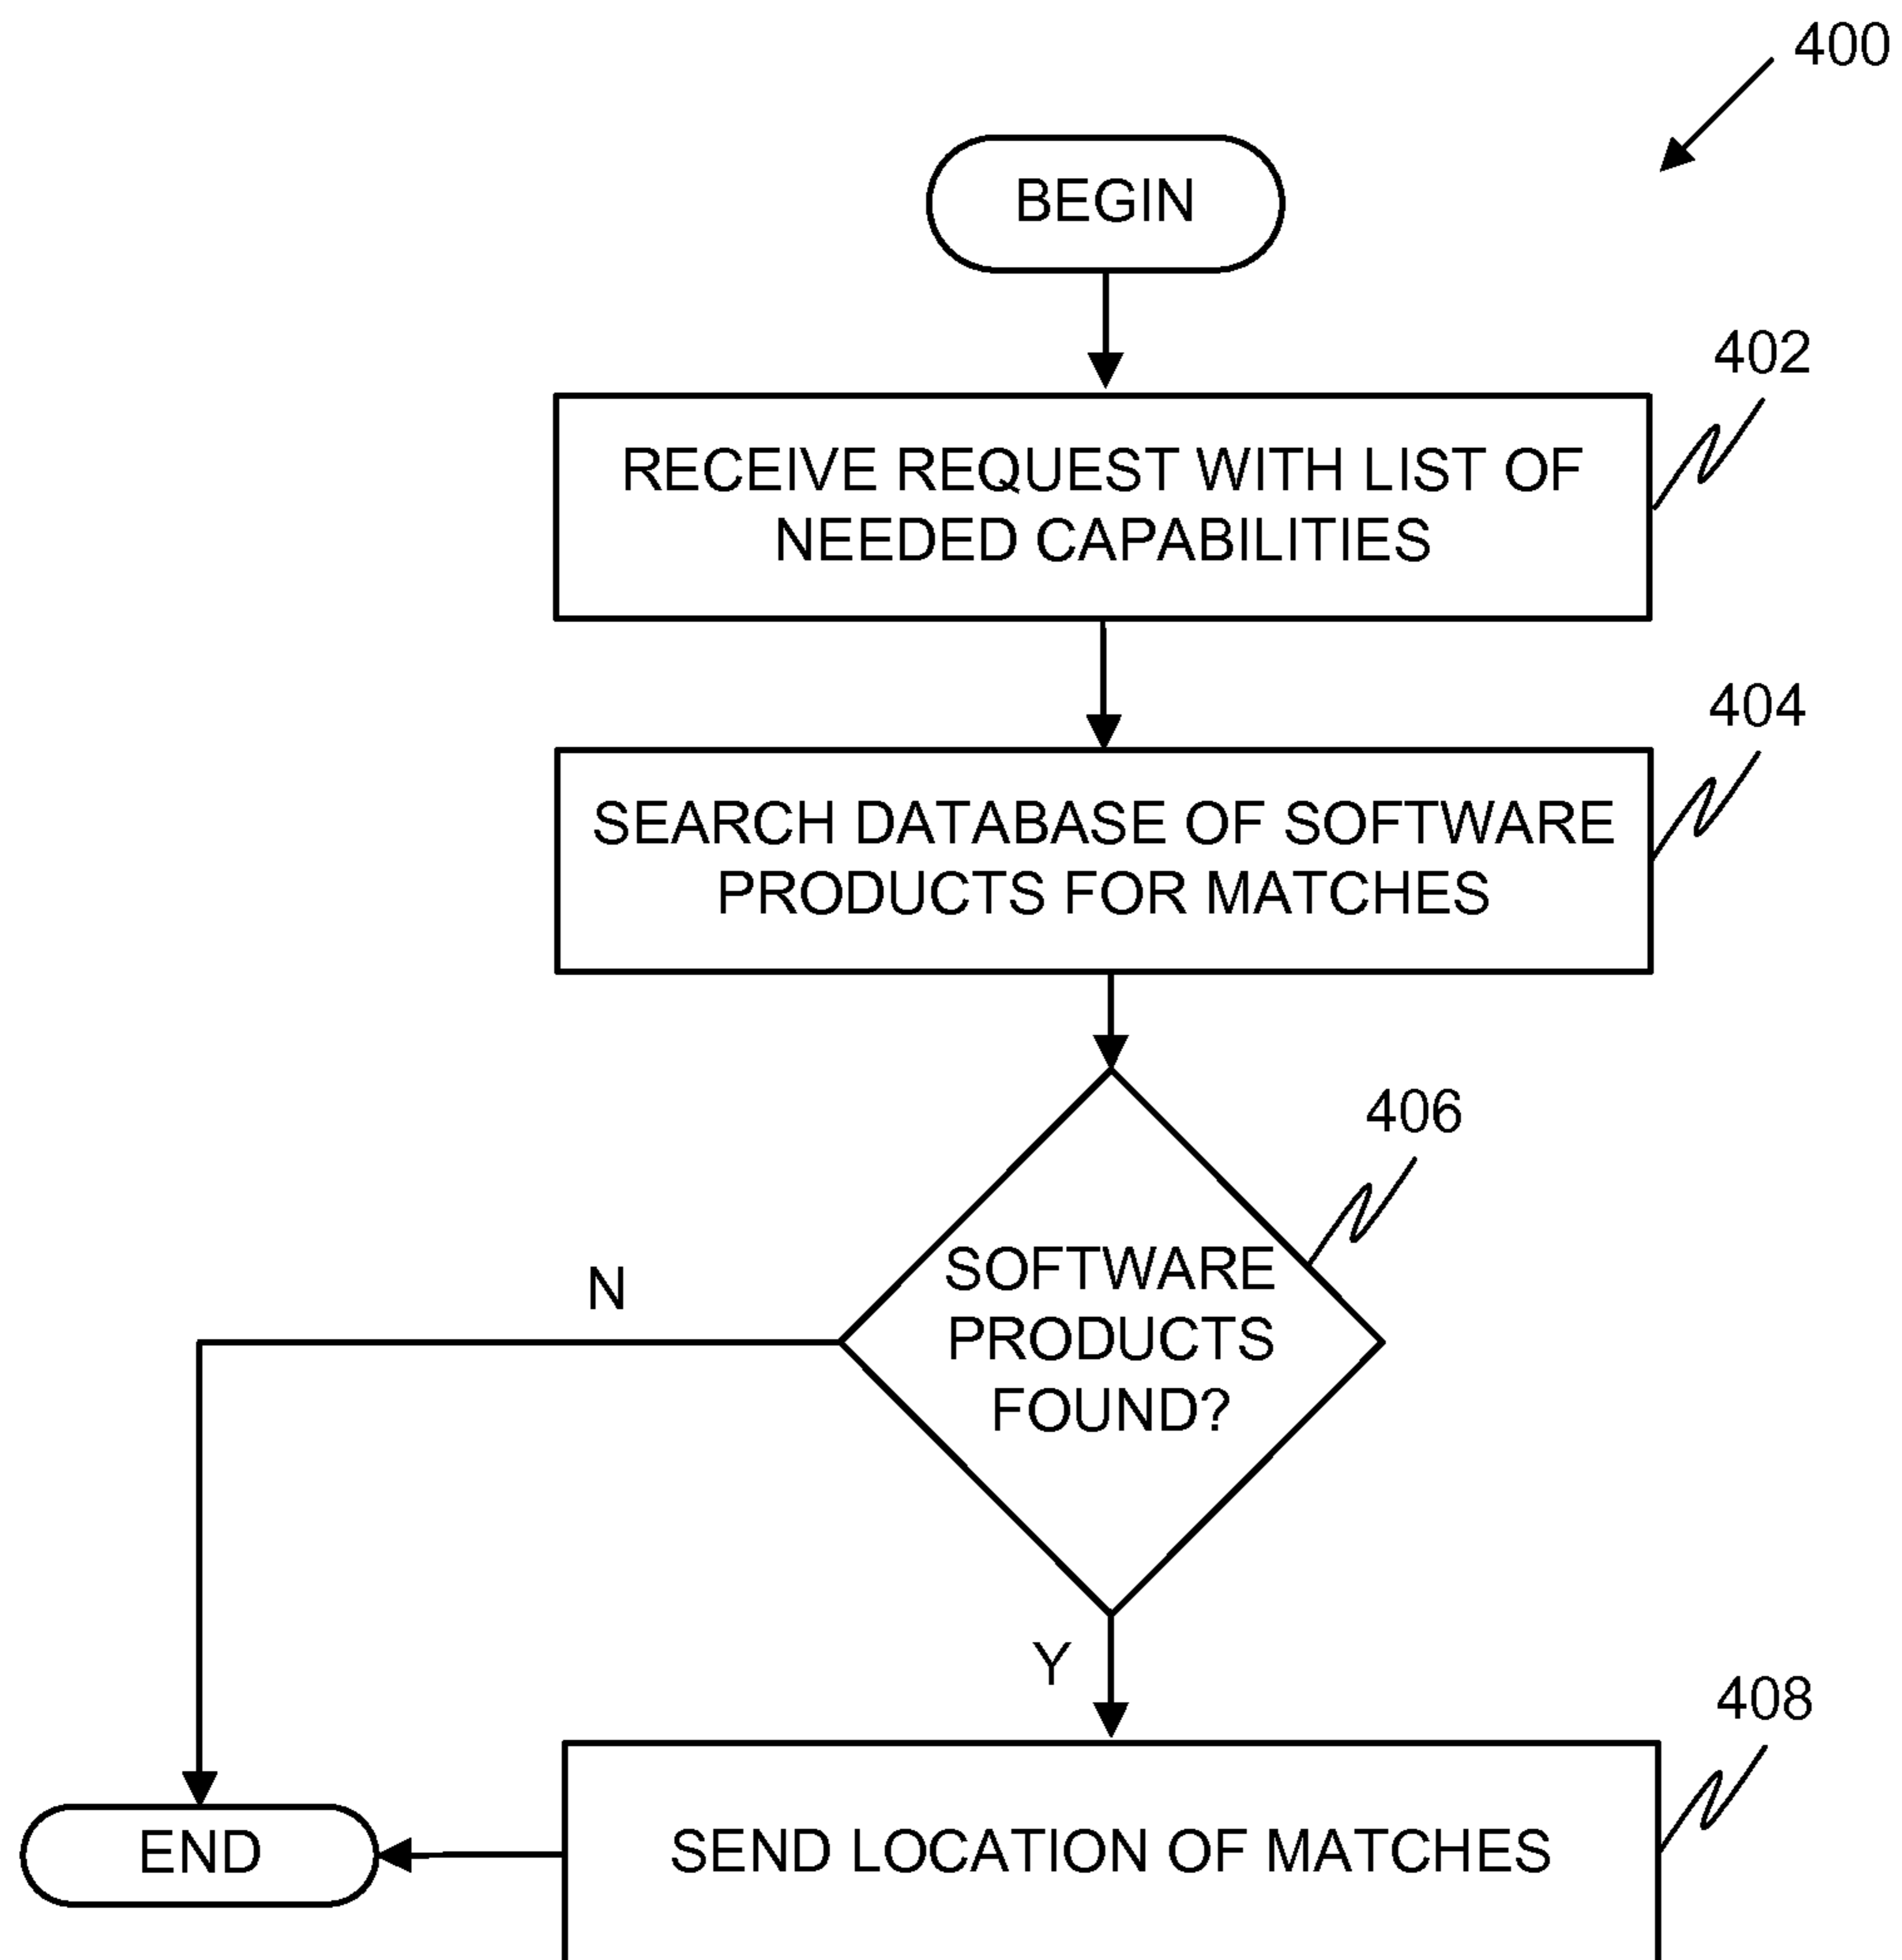 400
BEGIN
402
RECEIVE REQUEST WITH LIST OF
NEEDED CAPABILITIES
404
SEARCH DATABASE OF SOFTWARE
PRODUCTS FOR MATCHES
406
SOFTWARE
PRODUCTS
FOUND?
N
Y
408
SEND LOCATION OF MATCHES
END